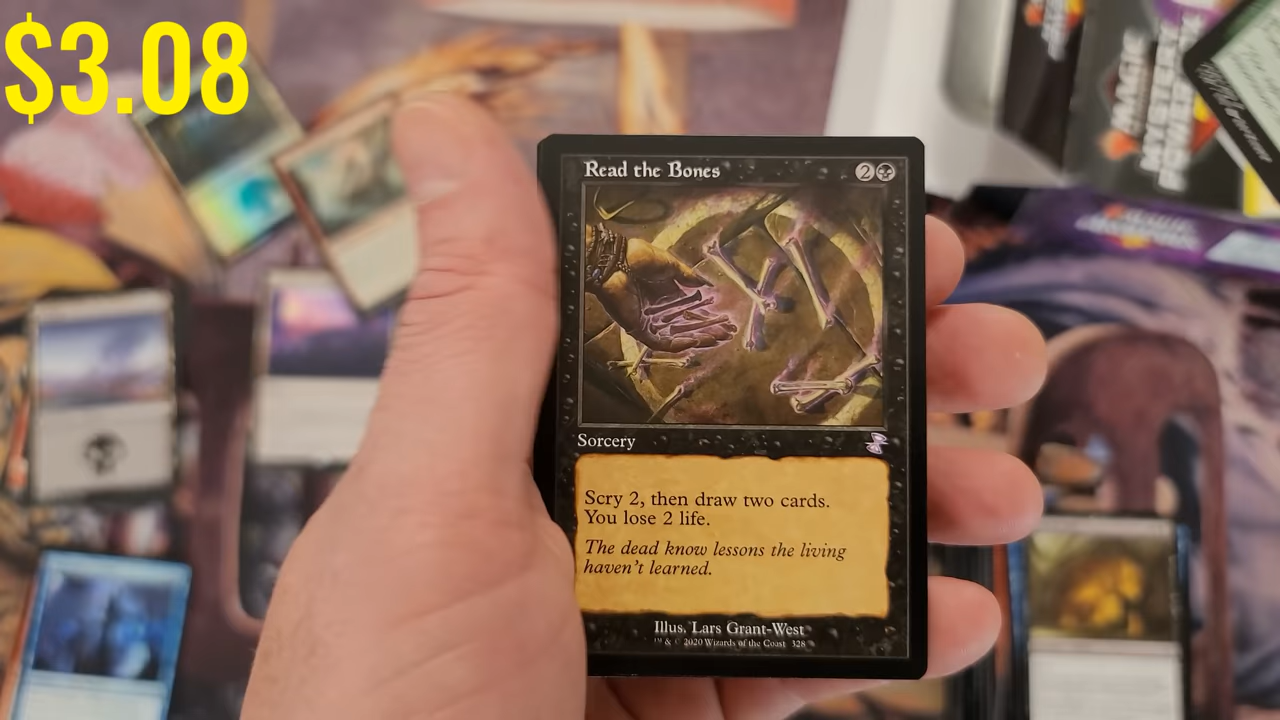 $3.08
Read the Bones
2
Sorcery
Scry 2, then draw two cards.
You lose 2 life.
The dead know lessons the living
haven't learned.
Illus. Lars Grant-West
™ & © 2020 Wizards of the Coast 328